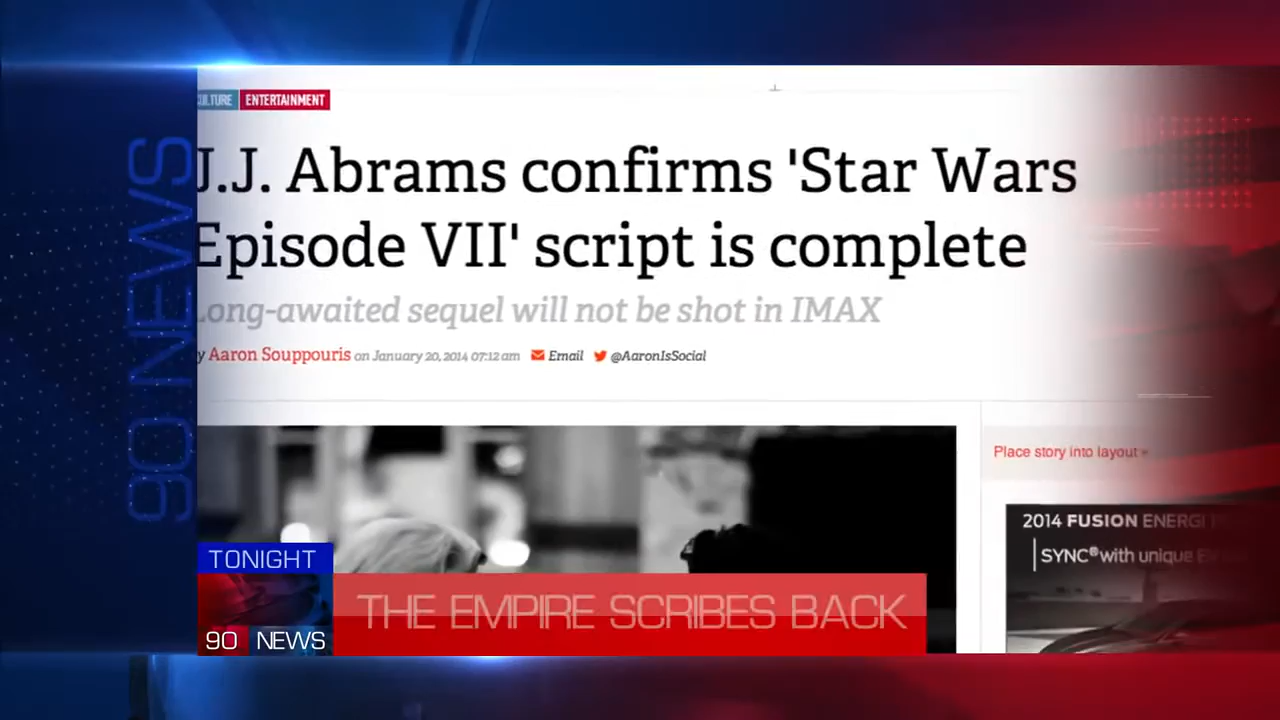 90 NEWS
ENTERTAINMENT
J.J. Abrams confirms 'Star Wars
Episode VII' script is complete
Long-awaited sequel will not be shot in IMAX
Aaron Souppouris on January 20, 2014 07:12 am Email @AaronIsSocial
Place story into layout »
2014 FUSION ENERGI
SYNC® with unique
TONIGHT
90 NEWS
THE EMPIRE SCRIBES BACK